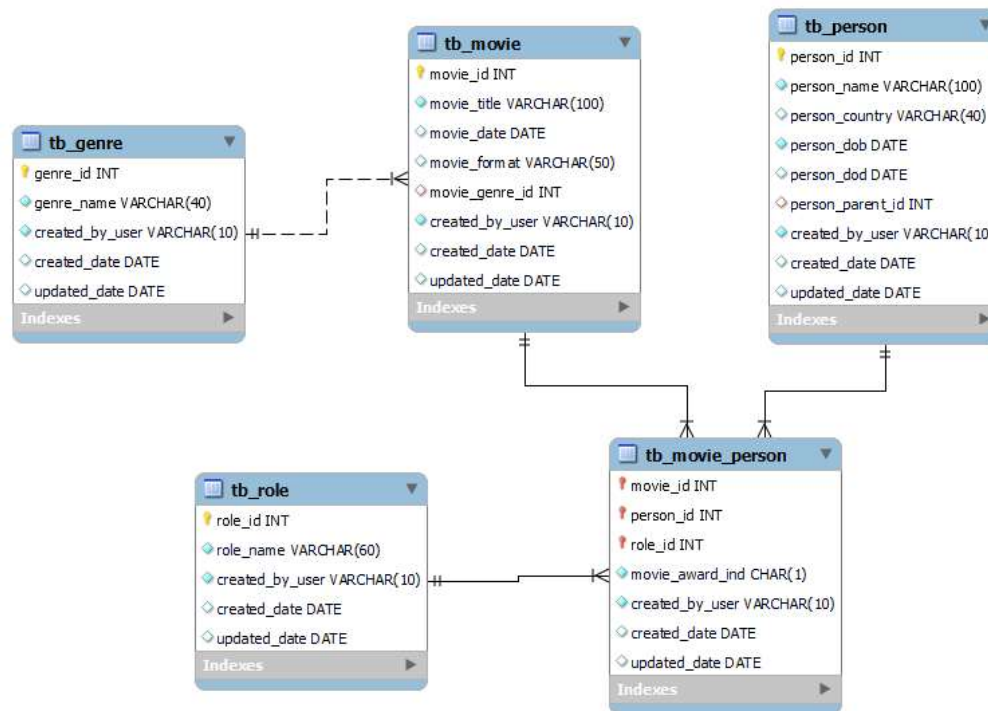 tb_movie
movie_id INT
movie_title VARCHAR(100)
movie_date DATE
movie_format VARCHAR(50)
movie_genre_id INT
created_by_user VARCHAR(10)
created_date DATE
updated_date DATE
Indexes
tb_person
person_id INT
person_name VARCHAR(100)
person_country VARCHAR(40)
person_dob DATE
person_dod DATE
person_parent_id INT
created_by_user VARCHAR(10
created_date DATE
updated_date DATE
Indexes
tb_genre
genre_id INT
genre_name VARCHAR(40)
created_by_user VARCHAR(10)
created_date DATE
updated_date DATE
Indexes
tb_movie_person
movie_id INT
person_id INT
role_id INT
movie_award_ind CHAR(1)
created_by_user VARCHAR(10)
created_date DATE
updated_date DATE
Indexes
tb_role
role_id INT
role_name VARCHAR(60)
created_by_user VARCHAR(10)
created_date DATE
updated_date DATE
Indexes